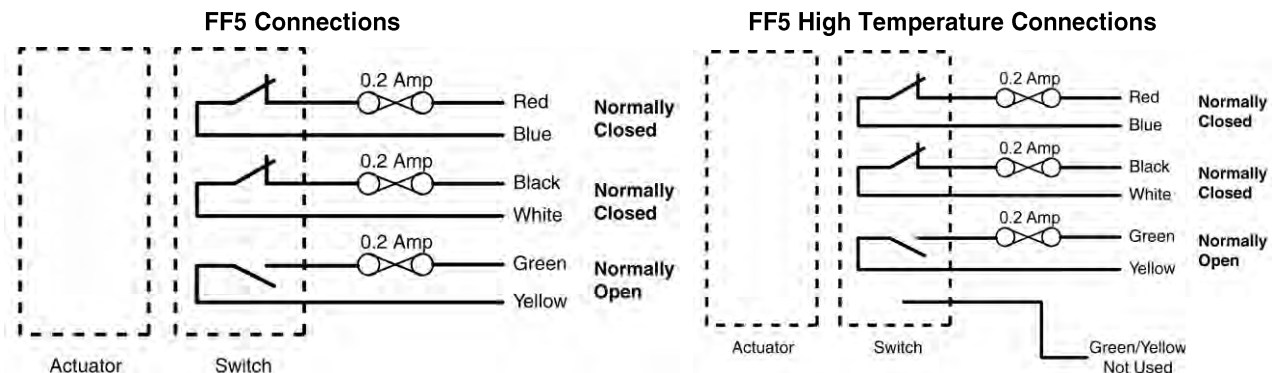 FF5 Connections
0.2 Amp
Red
Blue
Normally
Closed
0.2 Amp
Black
White
Normally
Closed
0.2 Amp
Green
Yellow
Normally
Open
Actuator
Switch
FF5 High Temperature Connections
0.2 Amp
Red
Blue
Normally
Closed
0.2 Amp
Black
White
Normally
Closed
0.2 Amp
Green
Yellow
Normally
Open
Actuator
Switch
Green/Yellow
Not Used